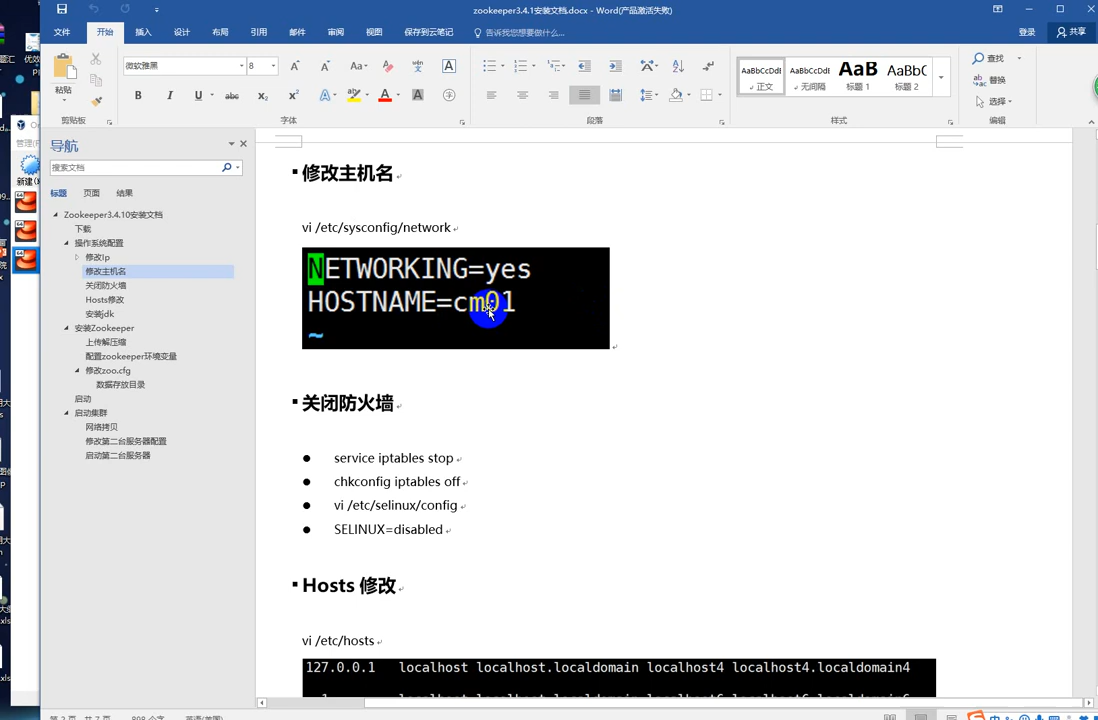 zookeeper3.4.1安装文档.docx - Word(产品激活失败)
文件 开始 插入 设计 布局 引用 邮件 审阅 视图 保存到云笔记 告诉我您想要做什么... 登录 共享
粘贴
剪贴板
微软雅黑 8
字体
段落
AaBbCcDdI AaBbCcDdI AaB AaBbC
正文 无间隔 标题 1 标题 2
样式
查找
替换
选择
编辑
导航
搜索文档
标题 页面 结果
Zookeeper3.4.10安装文档
下载
操作系统配置
修改Ip
修改主机名
关闭防火墙
Hosts修改
安装jdk
安装Zookeeper
上传解压缩
配置zookeeper环境变量
修改zoo.cfg
数据存放目录
启动
启动集群
网络拷贝
修改第二台服务器配置
启动第二台服务器
修改主机名
vi /etc/sysconfig/network
NETWORKING=yes
HOSTNAME=cm01
~
关闭防火墙
● service iptables stop
● chkconfig iptables off
● vi /etc/selinux/config
● SELINUX=disabled
Hosts 修改
vi /etc/hosts
127.0.0.1 localhost localhost.localdomain localhost4 localhost4.localdomain4